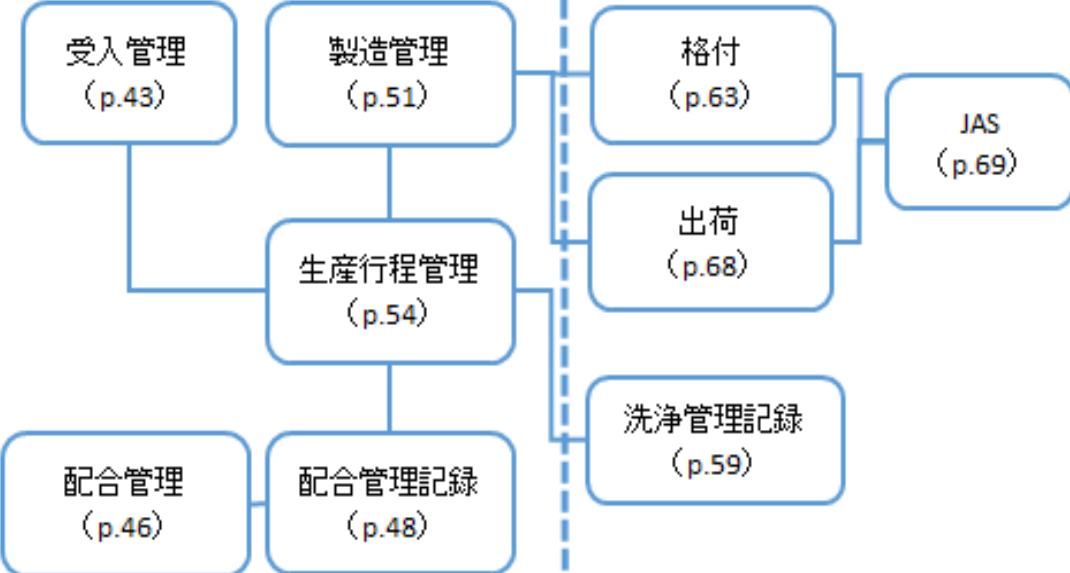 受入管理
（p.43）
製造管理
（p.51）
格付
（p.63）
JAS
（p.69）
出荷
（p.68）
生産行程管理
（p.54）
洗浄管理記録
（p.59）
配合管理
（p.46）
配合管理記録
（p.48）